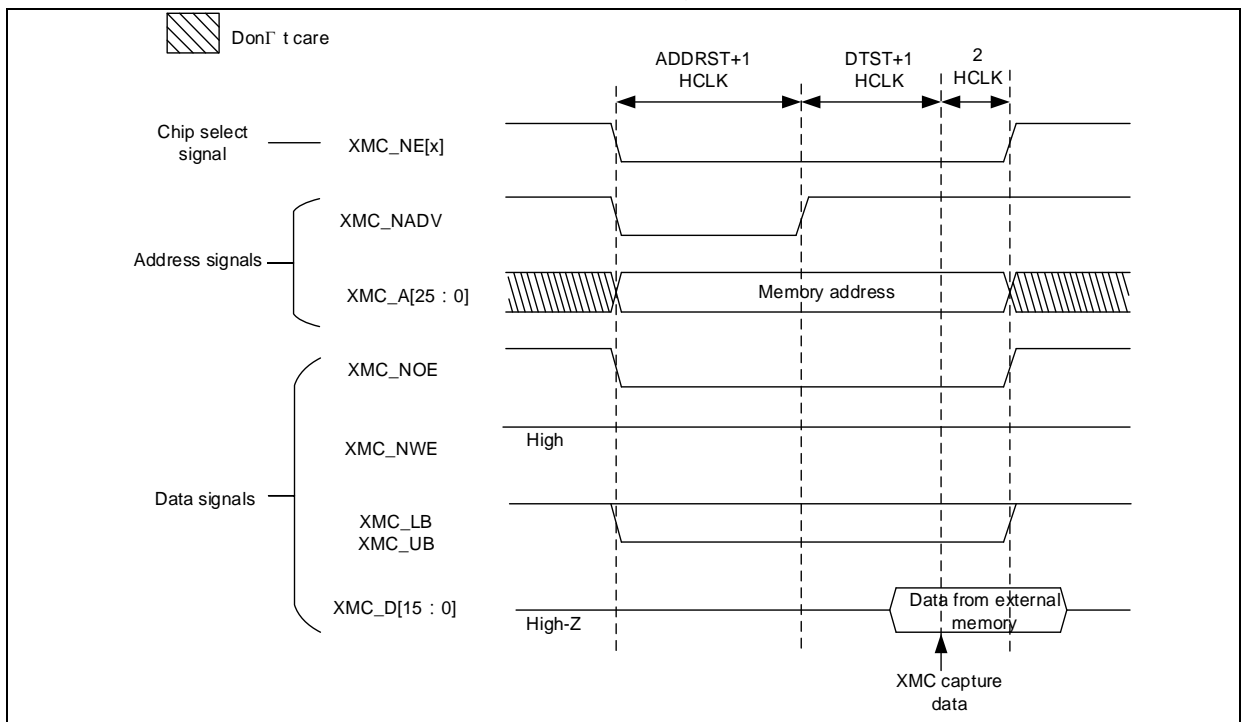 DonΓ t care
ADDRST+1
HCLK
DTST+1
HCLK
2
HCLK
Chip select
signal
XMC_NE[x]
XMC_NADV
Address signals
XMC_A[25 : 0]
Memory address
XMC_NOE
XMC_NWE
High
Data signals
XMC_LB
XMC_UB
XMC_D[15 : 0]
High-Z
Data from external
memory
XMC capture
data